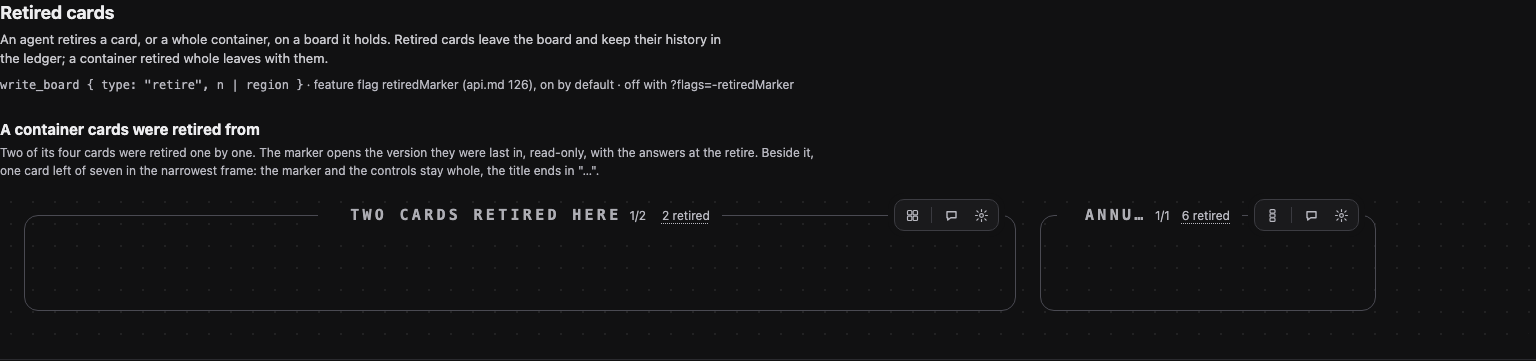 Retired cards
An agent retires a card, or a whole container, on a board it holds. Retired cards leave the board and keep their history in
the ledger; a container retired whole leaves with them.
write_board { type: "retire", n | region } · feature flag retiredMarker (api.md 126), on by default · off with ?flags=-retiredMarker
A container cards were retired from
Two of its four cards were retired one by one. The marker opens the version they were last in, read-only, with the answers at the retire. Beside it,
one card left of seven in the narrowest frame: the marker and the controls stay whole, the title ends in "…".
TWO CARDS RETIRED HERE 1/2 2 retired
ANNU… 1/1 6 retired